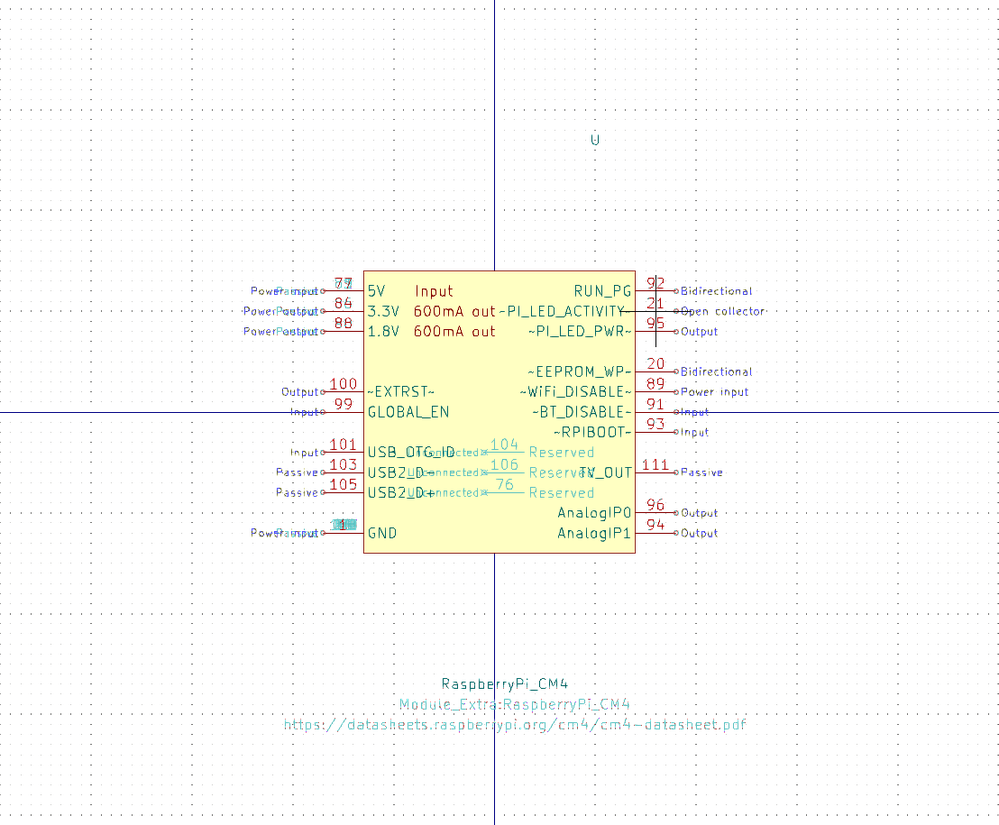 U
Power input 77 5V Input RUN_PG 92 Bidirectional
Power output 84 3.3V 600mA out ~PI_LED_ACTIVITY~ 21 Open collector
Power output 88 1.8V 600mA out ~PI_LED_PWR~ 95 Output
~EEPROM_WP~ 20 Bidirectional
Output 100 ~EXTRST~ ~WiFi_DISABLE~ 89 Power input
Input 99 GLOBAL_EN ~BT_DISABLE~ 91 Input
~RPIBOOT~ 93 Input
Input 101 USB_OTG_ID Unconnected 104 Reserved
Passive 103 USB2_D- Unconnected 106 Reserved TV_OUT 111 Passive
Passive 105 USB2_D+ Unconnected 76 Reserved
AnalogIP0 96 Output
Power input 1 GND AnalogIP1 94 Output
RaspberryPi_CM4
Module_Extra:RaspberryPi-CM4
https://datasheets.raspberrypi.org/cm4/cm4-datasheet.pdf